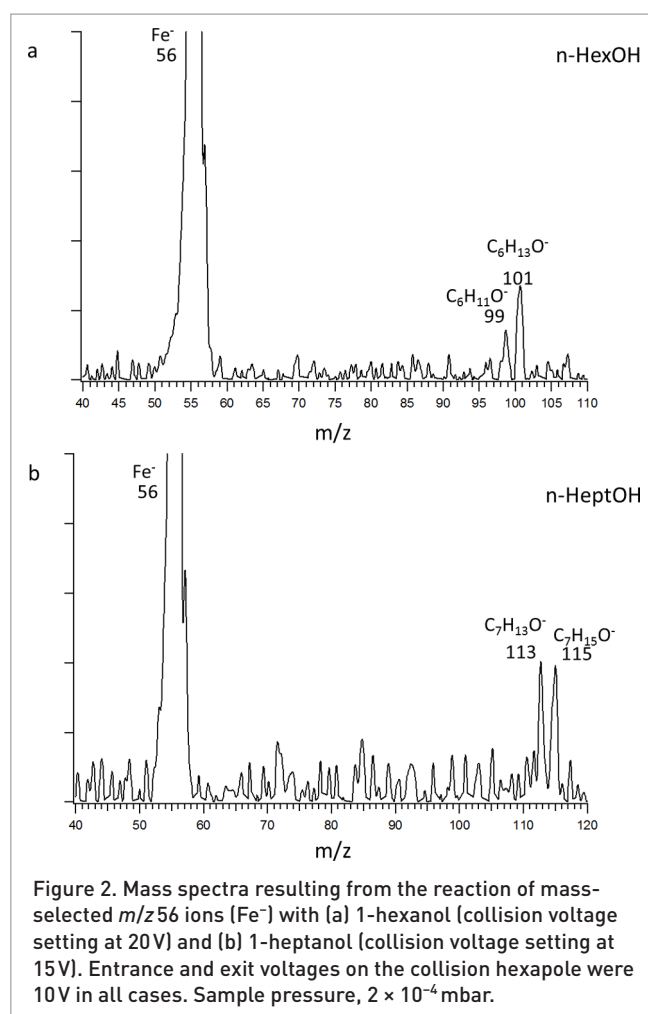 a
Fe⁻
56
n-HexOH
C₆H₁₃O⁻
101
C₆H₁₁O⁻
99
40 45 50 55 60 65 70 75 80 85 90 95 100 105 110
m/z
b
Fe⁻
56
n-HeptOH
C₇H₁₃O⁻
113
C₇H₁₅O⁻
115
40 50 60 70 80 90 100 110 120
m/z
Figure 2. Mass spectra resulting from the reaction of mass-
selected m/z 56 ions (Fe⁻) with (a) 1-hexanol (collision voltage
setting at 20 V) and (b) 1-heptanol (collision voltage setting at
15 V). Entrance and exit voltages on the collision hexapole were
10 V in all cases. Sample pressure, 2 × 10⁻⁴ mbar.